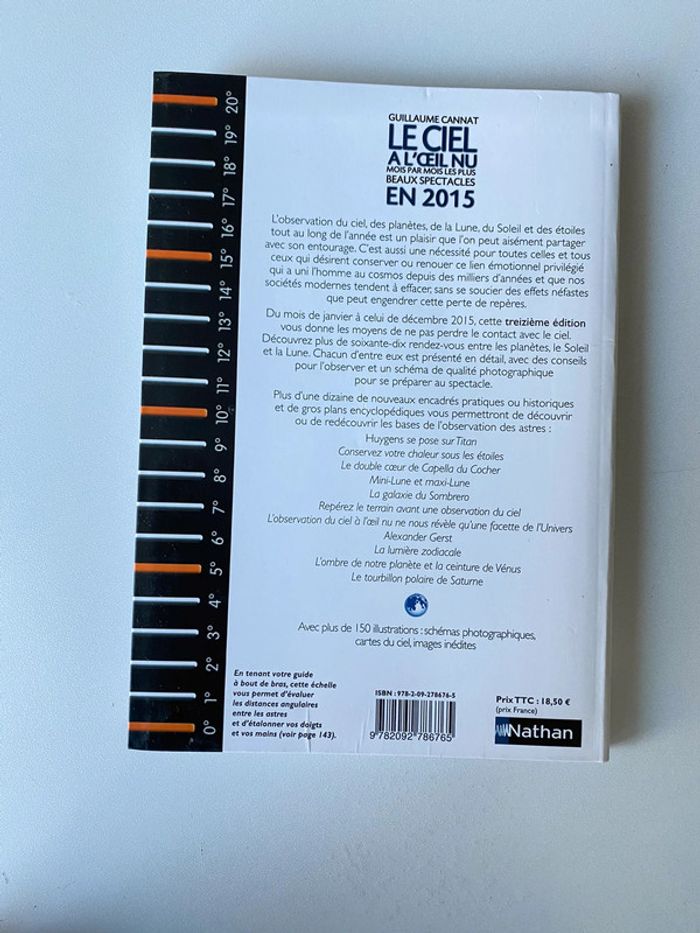 GUILLAUME CANNAT
LE CIEL
A L'ŒIL NU
MOIS PAR MOIS LES PLUS
BEAUX SPECTACLES
EN 2015
L'observation du ciel, des planètes, de la Lune, du Soleil et des étoiles
tout au long de l'année est un plaisir que l'on peut aisément partager
avec son entourage. C'est aussi une nécessité pour toutes celles et tous
ceux qui désirent conserver ou renouer ce lien émotionnel privilégié
qui a uni l'homme au cosmos depuis des milliers d'années et que nos
sociétés modernes tendent à effacer, sans se soucier des effets néfastes
que peut engendrer cette perte de repères.
Du mois de janvier à celui de décembre 2015, cette treizième édition
vous donne les moyens de ne pas perdre le contact avec le ciel.
Découvrez plus de soixante-dix rendez-vous entre les planètes, le Soleil
et la Lune. Chacun d'entre eux est présenté en détail, avec des conseils
pour l'observer et un schéma de qualité photographique
pour se préparer au spectacle.
Plus d'une dizaine de nouveaux encadrés pratiques ou historiques
et de gros plans encyclopédiques vous permettront de découvrir
ou de redécouvrir les bases de l'observation des astres :
Huygens se pose sur Titan
Conservez votre chaleur sous les étoiles
Le double cœur de Capella du Cocher
Mini-Lune et maxi-Lune
La galaxie du Sombrero
Repérez le terrain avant une observation du ciel
L'observation du ciel à l'œil nu ne nous révèle qu'une facette de l'Univers
Alexander Gerst
La lumière zodiacale
L'ombre de notre planète et la ceinture de Vénus
Le tourbillon polaire de Saturne
Avec plus de 150 illustrations : schémas photographiques,
cartes du ciel, images inédites
20°
19°
18°
17°
16°
15°
14°
13°
12°
11°
10°
9°
8°
7°
6°
5°
4°
3°
2°
1°
0°
En tenant votre guide
à bout de bras, cette échelle
vous permet d'évaluer
les distances angulaires
entre les astres
et d'étalonner vos doigts
et vos mains (voir page 143).
ISBN : 978-2-09-278676-5
9 782092 786765
Prix TTC : 18,50 €
(prix France)
Nathan